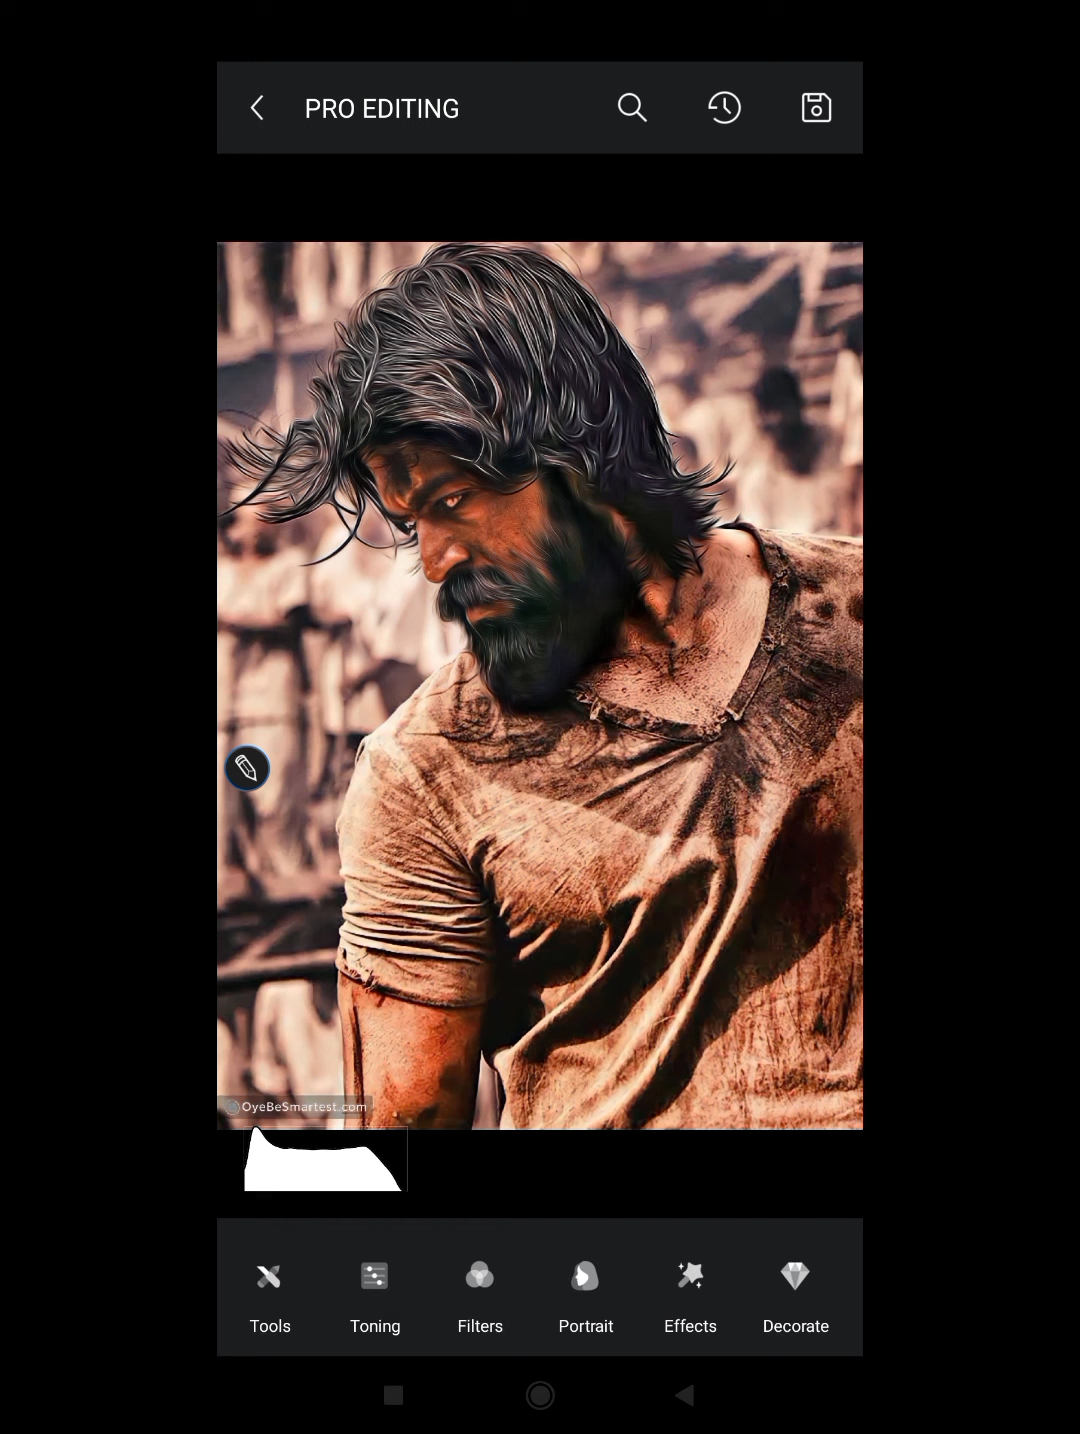 PRO EDITING
OyeBeSmartest.com
Tools
Toning
Filters
Portrait
Effects
Decorate